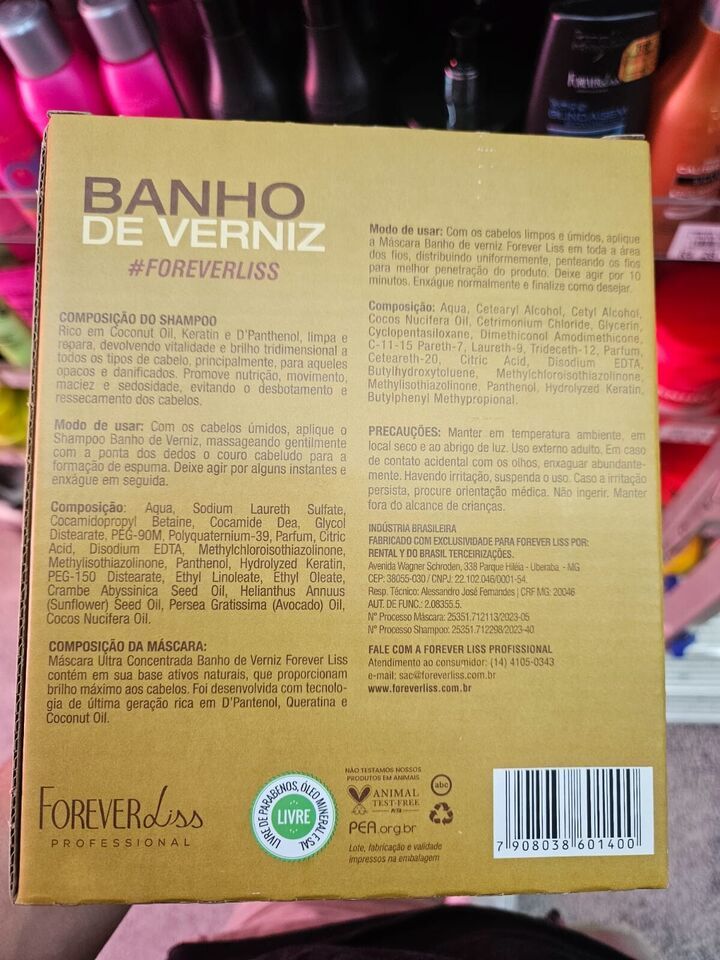 BANHO
DE VERNIZ
#FOREVERLISS
COMPOSIÇÃO DO SHAMPOO
Rico em Coconut Oil, Keratin e D'Panthenol, limpa e
repara, devolvendo vitalidade e brilho tridimensional a
todos os tipos de cabelo, principalmente, para aqueles
opacos e danificados. Promove nutrição, movimento,
maciez e sedosidade, evitando o desbotamento e
ressecamento dos cabelos.
Modo de usar: Com os cabelos úmidos, aplique o
Shampoo Banho de Verniz, massageando gentilmente
com a ponta dos dedos o couro cabeludo para a
formação de espuma. Deixe agir por alguns instantes e
enxágue em seguida.
Composição: Aqua, Sodium Laureth Sulfate,
Cocamidopropyl Betaine, Cocamide Dea, Glycol
Distearate, PEG-90M, Polyquaternium-39, Parfum, Citric
Acid, Disodium EDTA, Methylchloroisothiazolinone,
Methylisothiazolinone, Panthenol, Hydrolyzed Keratin,
PEG-150 Distearate, Ethyl Linoleate, Ethyl Oleate,
Crambe Abyssinica Seed Oil, Helianthus Annuus
(Sunflower) Seed Oil, Persea Gratissima (Avocado) Oil,
Cocos Nucifera Oil.
COMPOSIÇÃO DA MÁSCARA:
Máscara Ultra Concentrada Banho de Verniz Forever Liss
contém em sua base ativos naturais, que proporcionam
brilho máximo aos cabelos. Foi desenvolvida com tecnolo-
gia de última geração rica em D'Pantenol, Queratina e
Coconut Oil.
Modo de usar: Com os cabelos limpos e úmidos, aplique
a Máscara Banho de verniz Forever Liss em toda a área
dos fios, distribuindo uniformemente, penteando os fios
para melhor penetração do produto. Deixe agir por 10
minutos. Enxágue normalmente e finalize como desejar.
Composição: Aqua, Cetearyl Alcohol, Cetyl Alcohol,
Cocos Nucifera Oil, Cetrimonium Chloride, Glycerin,
Cyclopentasiloxane, Dimethiconol Amodimethicone,
C-11-15 Pareth-7, Laureth-9, Trideceth-12, Parfum,
Ceteareth-20, Citric Acid, Disodium EDTA,
Butylhydroxytoluene, Methylchloroisothiazolinone,
Methylisothiazolinone, Panthenol, Hydrolyzed Keratin,
Butylphenyl Methypropional.
PRECAUÇÕES: Manter em temperatura ambiente, em
local seco e ao abrigo de luz. Uso externo adulto. Em caso
de contato acidental com os olhos, enxaguar abundante-
mente. Havendo irritação, suspenda o uso. Caso a irritação
persista, procure orientação médica. Não ingerir. Manter
fora do alcance de crianças.
INDÚSTRIA BRASILEIRA
FABRICADO COM EXCLUSIVIDADE PARA FOREVER LISS POR:
RENTAL Y DO BRASIL TERCEIRIZAÇÕES.
Avenida Wagner Schroden, 338 Parque Hiléia - Uberaba. - MG
CEP: 38055-030 / CNPJ: 22.102.046/0001-54.
Resp. Técnico: Alessandro José Fernandes | CRF MG: 20046
AUT. DE FUNC.: 2.08355.5.
N° Processo Máscara: 25351.712113/2023-05
N° Processo Shampoo: 25351.712298/2023-40
FALE COM A FOREVER LISS PROFISSIONAL
Atendimento ao consumidor: (14) 4105-0343
e-mail: sac@foreverliss.com.br
www.foreverliss.com.br
FOREVER Liss
PROFESSIONAL
LIVRE DE PARABENOS, ÓLEO MINERAL E SAL
LIVRE
NÃO TESTAMOS NOSSOS
PRODUTOS EM ANIMAIS
ANIMAL
TEST-FREE
PETA
PEA.org.br
abc
Lote, fabricação e validade
impressos na embalagem
7 908038 601400
FOREVER Liss